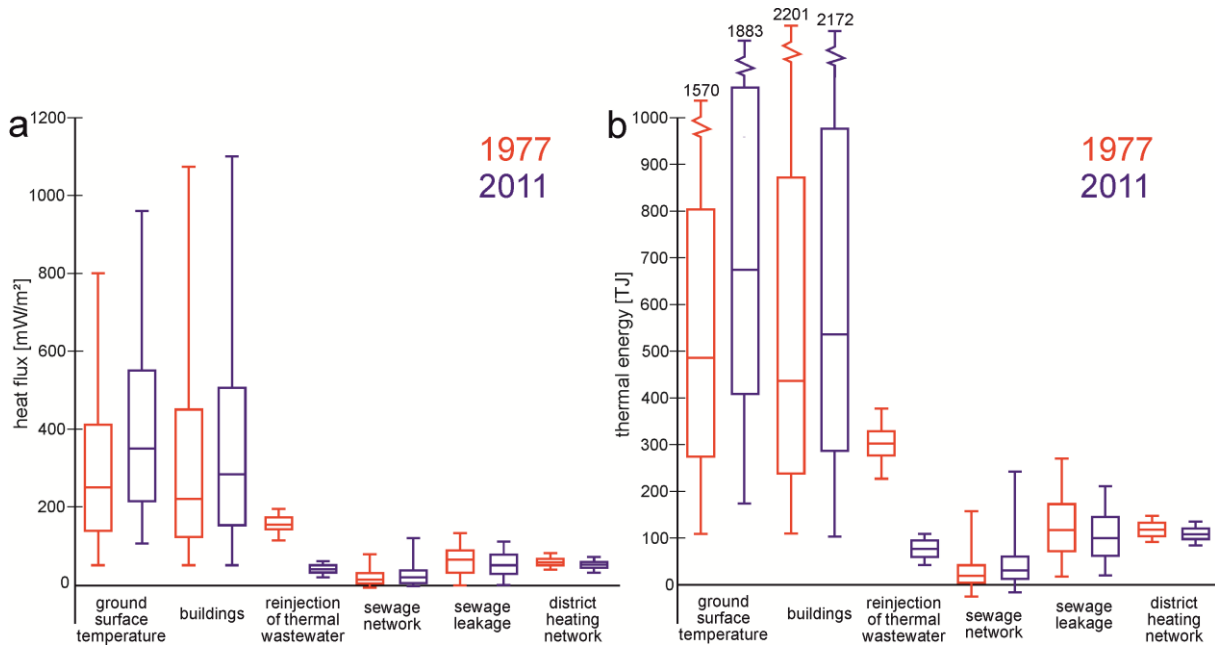 a
heat flux [mW/m²]
1200
1000
800
600
400
200
0
1977
2011
ground
surface
temperature
buildings
reinjection
of thermal
wastewater
sewage
network
sewage
leakage
district
heating
network
b
thermal energy [TJ]
1000
900
800
700
600
500
400
300
200
100
0
1570
1883
2201
2172
1977
2011
ground
surface
temperature
buildings
reinjection
of thermal
wastewater
sewage
network
sewage
leakage
district
heating
network